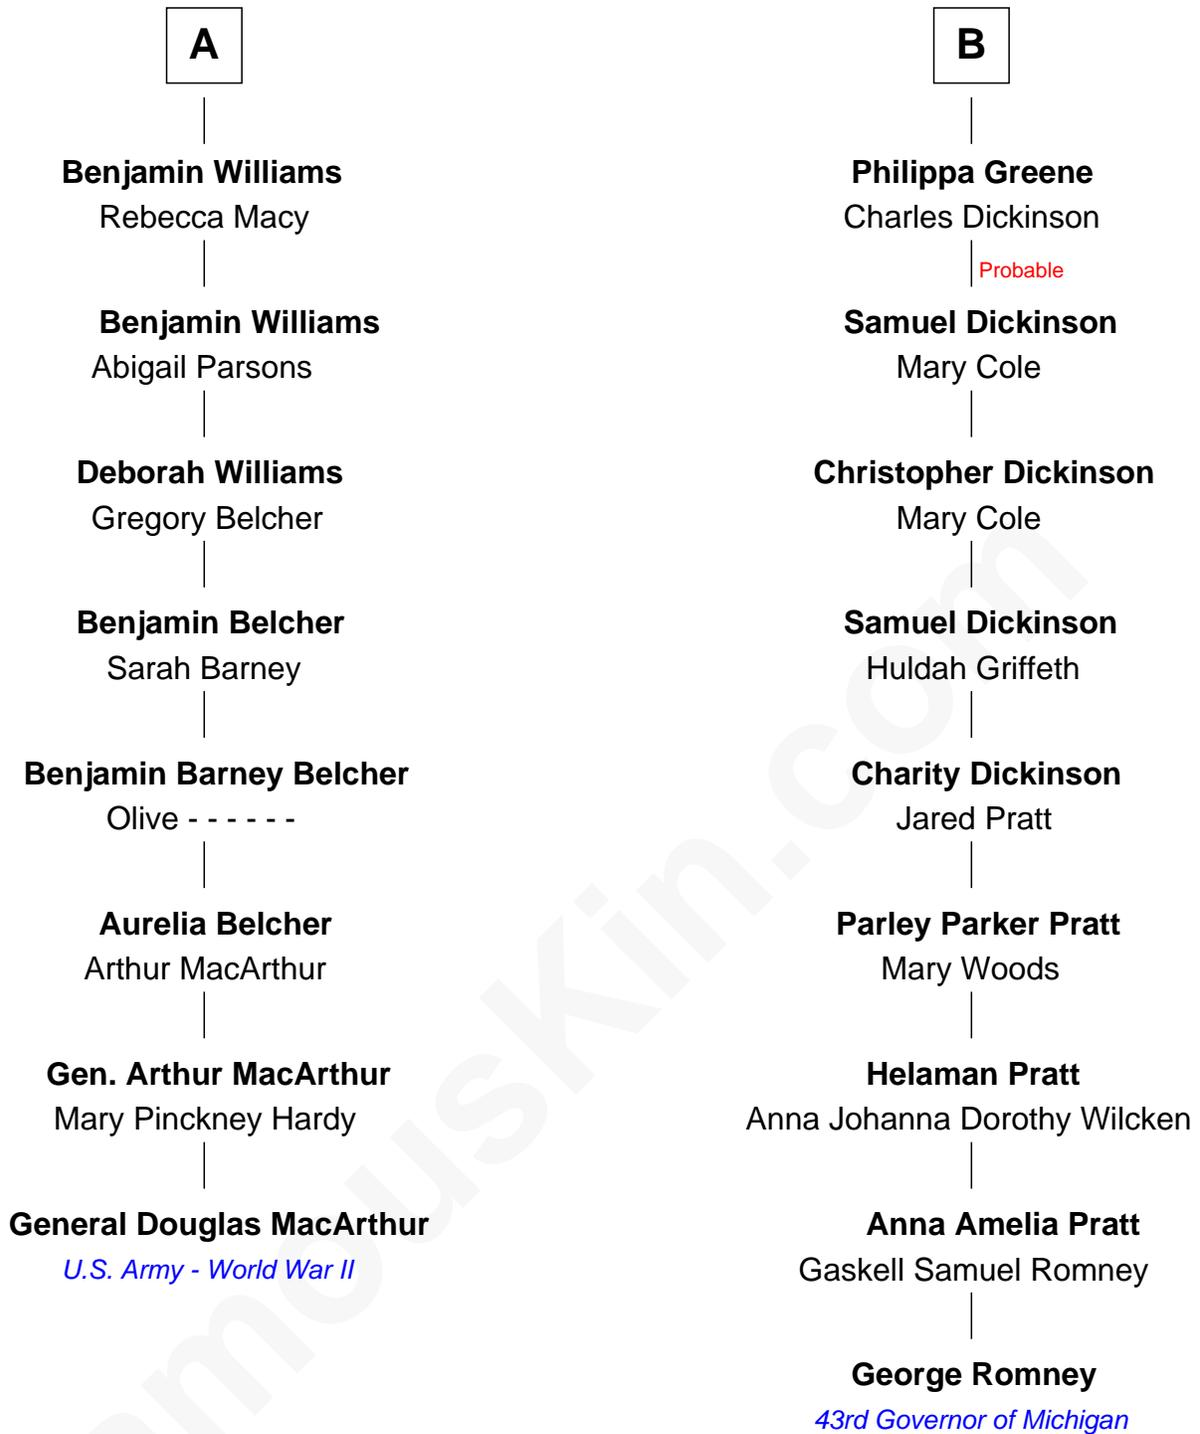 A
Benjamin Williams
Rebecca Macy
Benjamin Williams
Abigail Parsons
Deborah Williams
Gregory Belcher
Benjamin Belcher
Sarah Barney
Benjamin Barney Belcher
Olive - - - - - -
Aurelia Belcher
Arthur MacArthur
Gen. Arthur MacArthur
Mary Pinckney Hardy
General Douglas MacArthur
U.S. Army - World War II
B
Philippa Greene
Charles Dickinson
Probable
Samuel Dickinson
Mary Cole
Christopher Dickinson
Mary Cole
Samuel Dickinson
Huldah Griffeth
Charity Dickinson
Jared Pratt
Parley Parker Pratt
Mary Woods
Helaman Pratt
Anna Johanna Dorothy Wilcken
Anna Amelia Pratt
Gaskell Samuel Romney
George Romney
43rd Governor of Michigan
amouskin.com